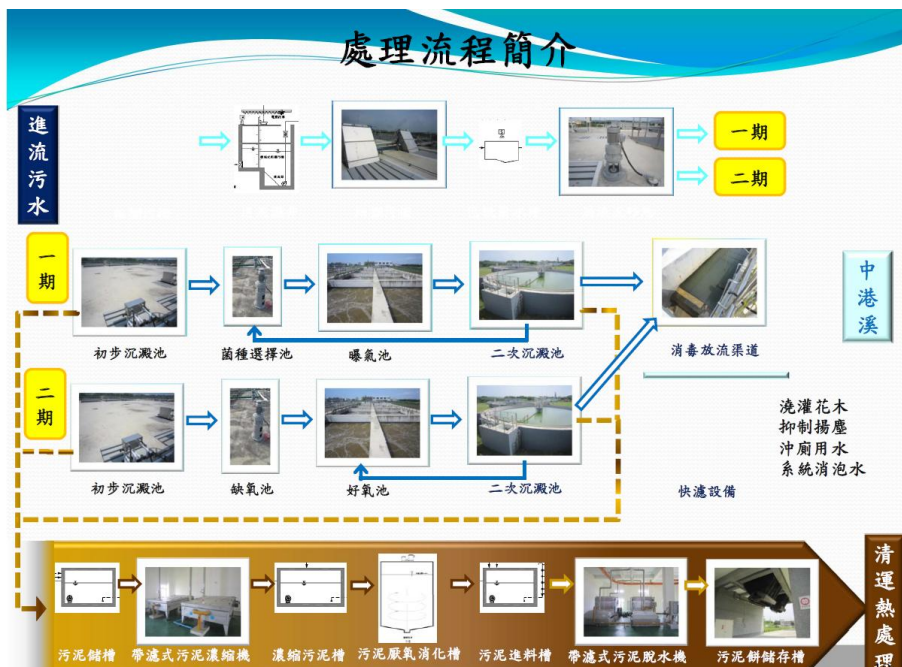 處理流程簡介
進流污水
一期
二期
一期
初步沉澱池
菌種選擇池
曝氣池
二次沉澱池
消毒放流渠道
中港溪
二期
初步沉澱池
缺氧池
好氧池
二次沉澱池
快濾設備
澆灌花木
抑制揚塵
沖廁用水
系統消泡水
污泥儲槽
帶濾式污泥濃縮機
濃縮污泥槽
污泥厭氧消化槽
污泥進料槽
帶濾式污泥脫水機
污泥餅儲存槽
清運熱處理